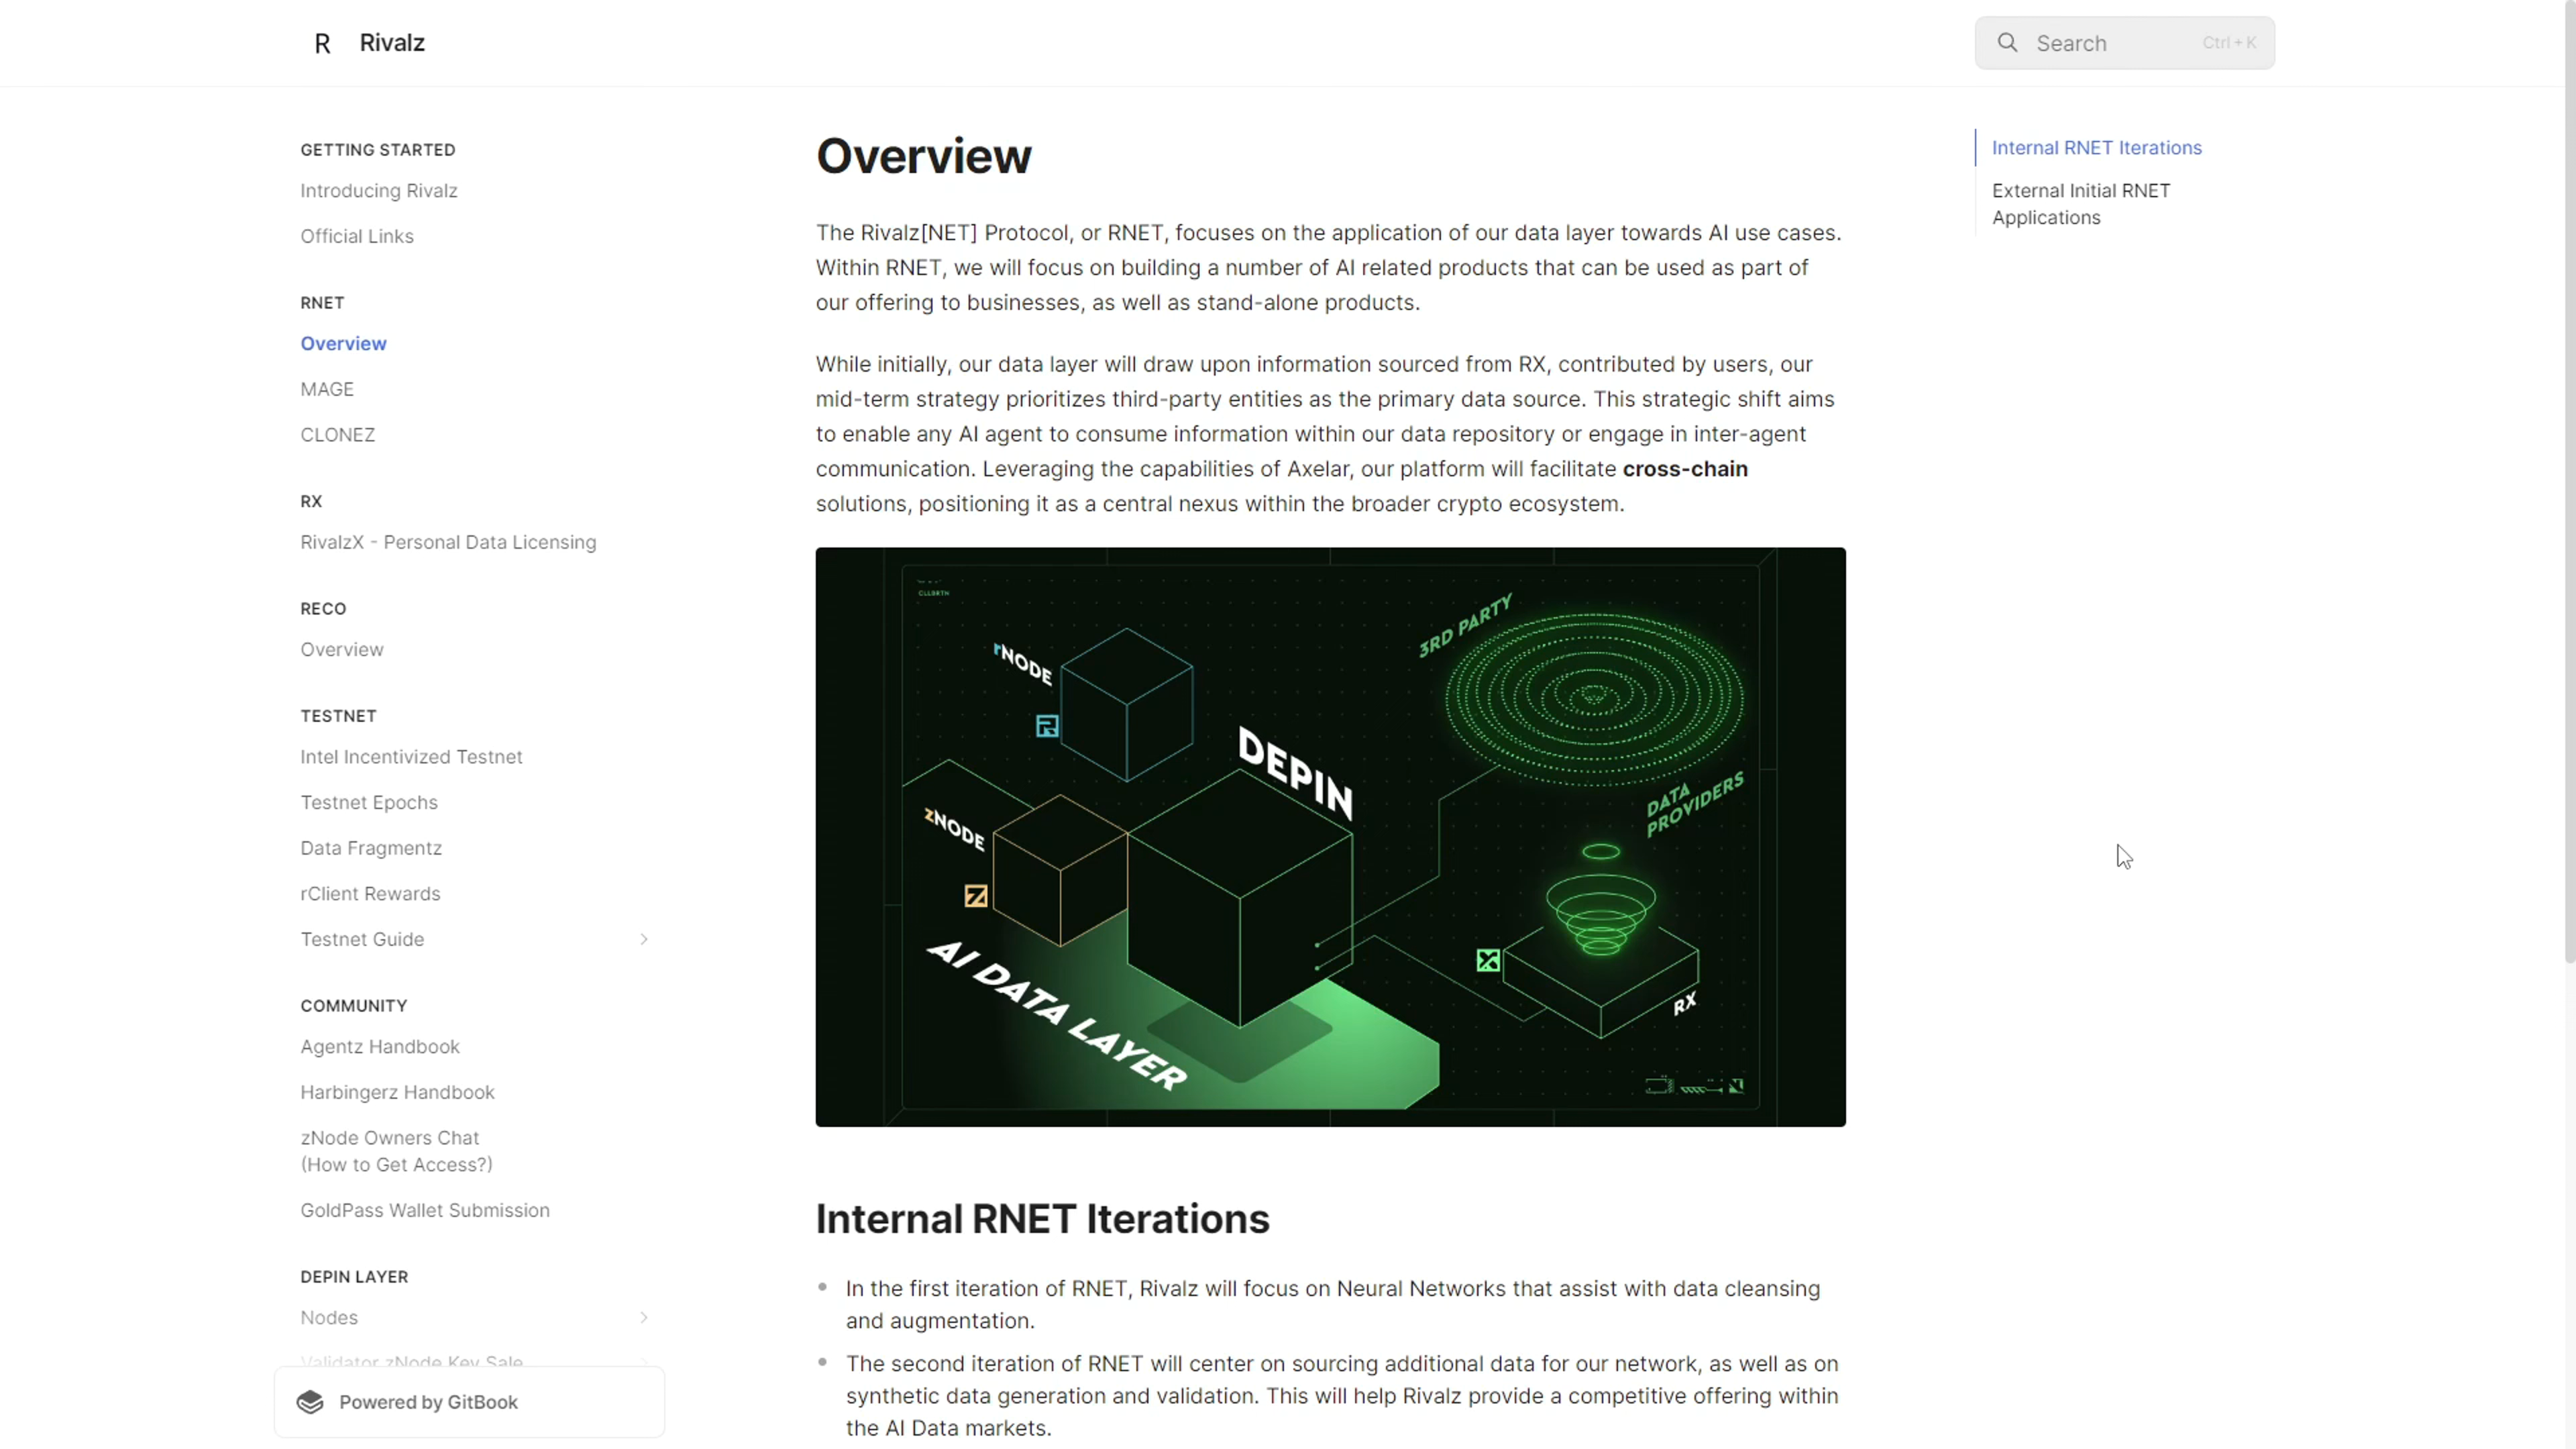 R Rivalz
Search Ctrl + K
GETTING STARTED
Introducing Rivalz
Official Links
RNET
Overview
MAGE
CLONEZ
RX
RivalzX - Personal Data Licensing
RECO
Overview
TESTNET
Intel Incentivized Testnet
Testnet Epochs
Data Fragmentz
rClient Rewards
Testnet Guide
COMMUNITY
Agentz Handbook
Harbingerz Handbook
zNode Owners Chat
(How to Get Access?)
GoldPass Wallet Submission
DEPIN LAYER
Nodes
Validator zNode Key Sale
Powered by GitBook
Overview
The Rivalz[NET] Protocol, or RNET, focuses on the application of our data layer towards AI use cases.
Within RNET, we will focus on building a number of AI related products that can be used as part of
our offering to businesses, as well as stand-alone products.
While initially, our data layer will draw upon information sourced from RX, contributed by users, our
mid-term strategy prioritizes third-party entities as the primary data source. This strategic shift aims
to enable any AI agent to consume information within our data repository or engage in inter-agent
communication. Leveraging the capabilities of Axelar, our platform will facilitate cross-chain
solutions, positioning it as a central nexus within the broader crypto ecosystem.
CLLBRTN
rNODE
3RD PARTY
DEPIN
zNODE
DATA
PROVIDERS
AI DATA LAYER
RX
Internal RNET Iterations
In the first iteration of RNET, Rivalz will focus on Neural Networks that assist with data cleansing
and augmentation.
The second iteration of RNET will center on sourcing additional data for our network, as well as on
synthetic data generation and validation. This will help Rivalz provide a competitive offering within
the AI Data markets.
Internal RNET Iterations
External Initial RNET
Applications